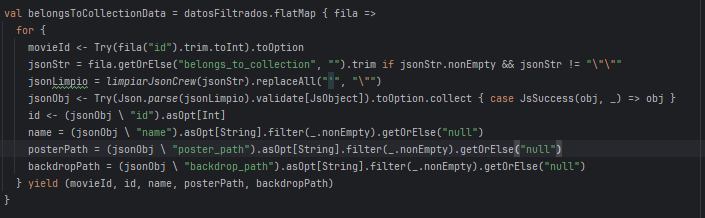 val belongsToCollectionData = datosFiltrados.flatMap { fila =>
  for {
    movieId <- Try(fila("id").trim.toInt).toOption
    jsonStr = fila.getOrElse("belongs_to_collection", "").trim if jsonStr.nonEmpty && jsonStr != "\"\""
    jsonLimpio = limpiarJsonCrew(jsonStr).replaceAll("'", "\"")
    jsonObj <- Try(Json.parse(jsonLimpio).validate[JsObject]).toOption.collect { case JsSuccess(obj, _) => obj }
    id <- (jsonObj \ "id").asOpt[Int]
    name = (jsonObj \ "name").asOpt[String].filter(_.nonEmpty).getOrElse("null")
    posterPath = (jsonObj \ "poster_path").asOpt[String].filter(_.nonEmpty).getOrElse("null")
    backdropPath = (jsonObj \ "backdrop_path").asOpt[String].filter(_.nonEmpty).getOrElse("null")
  } yield (movieId, id, name, posterPath, backdropPath)
}